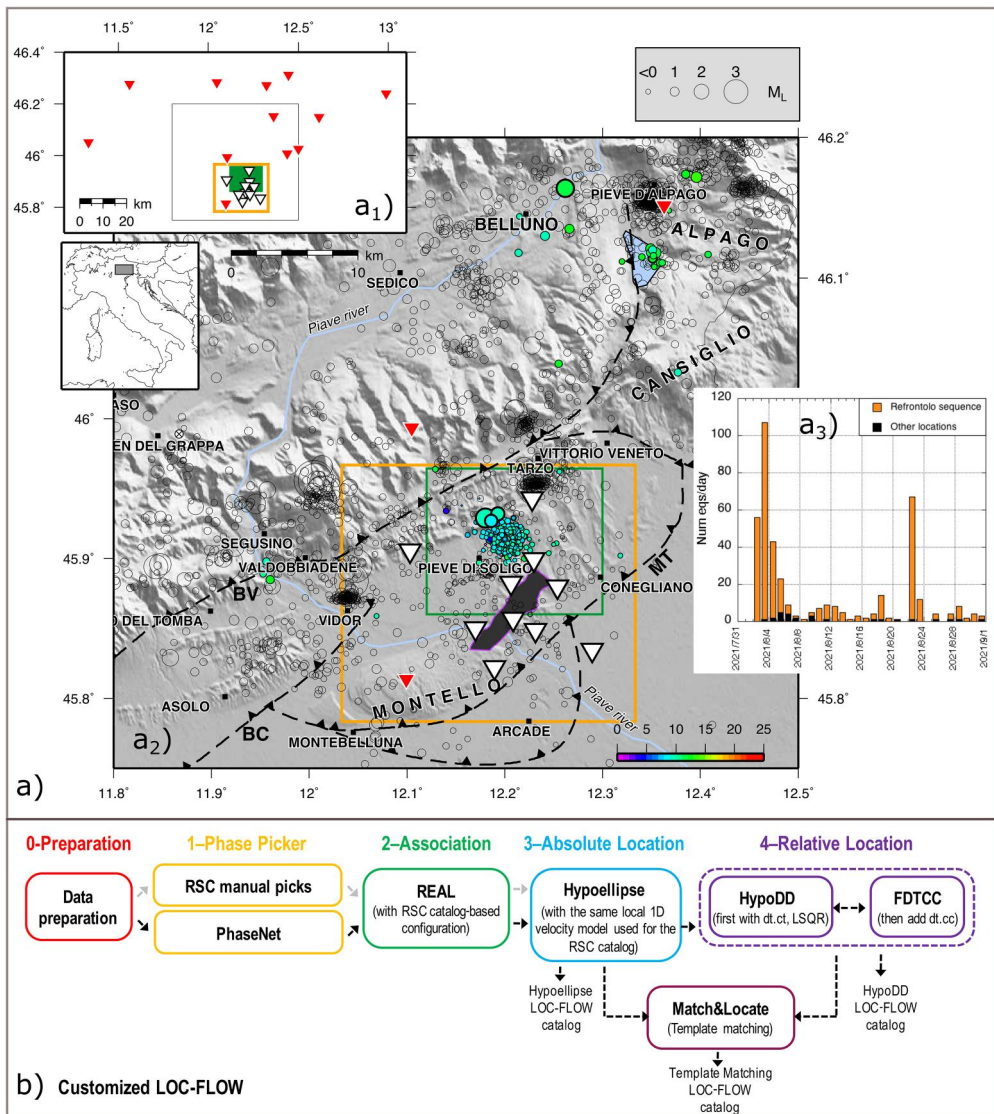 11.5˚ 12.0˚ 12.5˚ 13.0˚
46.4˚
46.2˚
46˚
45.8˚
0 10 20
km
a1)
<0 1 2 3
ML
46.2˚
46.1˚
PIEVE D'ALPAGO
BELLUNO
ALPAGO
0 10
km
SEDICO
Piave river
CANSIGLIO
ASO
46˚
EN DEL GRAPPA
VITTORIO VENETO
TARZO
SEGUSINO
45.9˚
VALDOBBIADENE
PIEVE DI SOLIGO
CONEGLIANO
MT
BV
O DEL TOMBA
VIDOR
45.8˚
45.8˚
ASOLO
MONTELLO
Piave river
a2)
BC
MONTEBELLUNA
ARCADE
0 5 10 15 20 25
a)
11.8˚ 11.9˚ 12˚ 12.1˚ 12.2˚ 12.3˚ 12.4˚ 12.5˚
a3)
Refrontolo sequence
Other locations
Num eqs/day
120
100
80
60
40
20
0
2021/7/31 2021/8/4 2021/8/8 2021/8/12 2021/8/16 2021/8/20 2021/8/24 2021/8/28 2021/9/1
0-Preparation
1–Phase Picker
2–Association
3–Absolute Location
4–Relative Location
Data
preparation
RSC manual picks
PhaseNet
REAL
(with RSC catalog-based
configuration)
Hypoellipse
(with the same local 1D
velocity model used for the
RSC catalog)
HypoDD
(first with dt.ct, LSQR)
FDTCC
(then add dt.cc)
Hypoellipse
LOC-FLOW
catalog
Match&Locate
(Template matching)
HypoDD
LOC-FLOW
catalog
Template Matching
LOC-FLOW
catalog
b) Customized LOC-FLOW